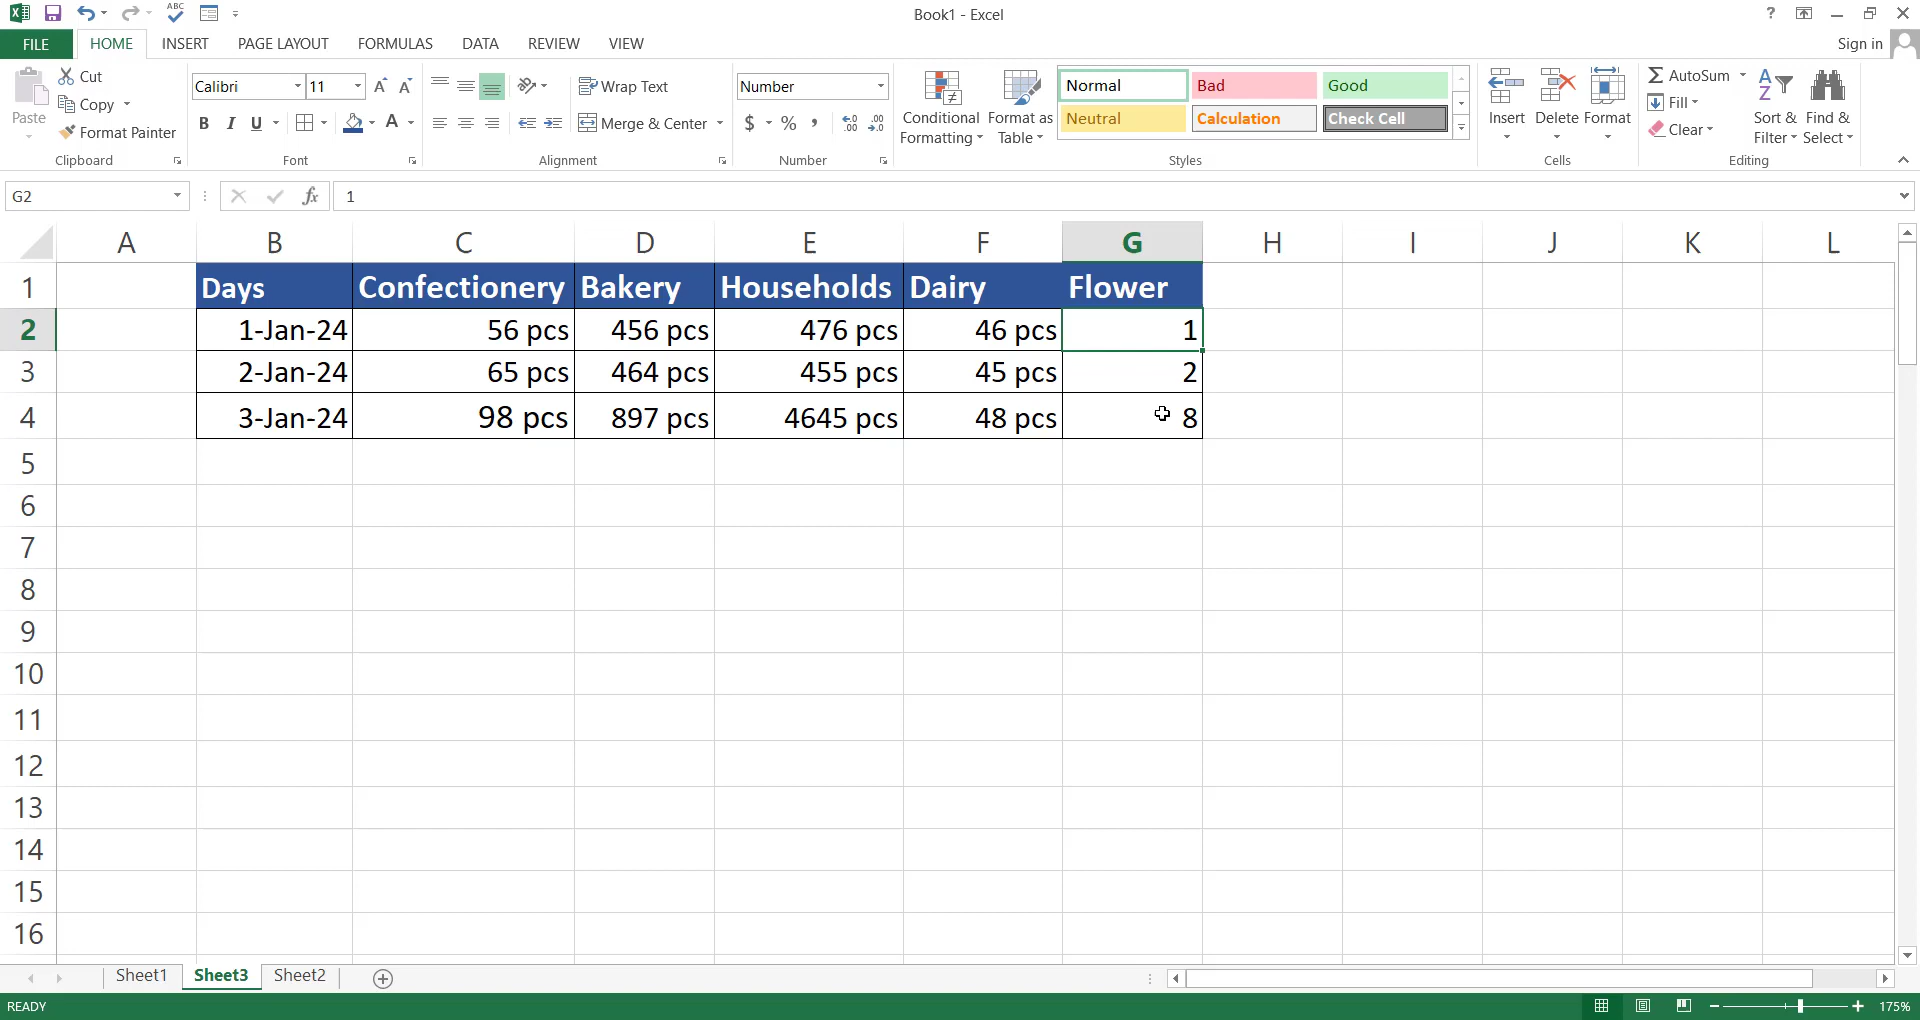 Book1 - Excel
FILE HOME INSERT PAGE LAYOUT FORMULAS DATA REVIEW VIEW Sign in
Paste
Cut
Copy
Format Painter
Clipboard
Calibri 11
B I U
Font
Wrap Text
Merge & Center
Alignment
Number
$ % ,
Number
Conditional Formatting
Format as Table
Normal Bad Good
Neutral Calculation Check Cell
Styles
Insert Delete Format
Cells
AutoSum
Fill
Clear
Sort & Filter
Find & Select
Editing
G2 fx 1
A B C D E F G H I J K L
1 Days Confectionery Bakery Households Dairy Flower
2 1-Jan-24 56 pcs 456 pcs 476 pcs 46 pcs 1
3 2-Jan-24 65 pcs 464 pcs 455 pcs 45 pcs 2
4 3-Jan-24 98 pcs 897 pcs 4645 pcs 48 pcs 8
5
6
7
8
9
10
11
12
13
14
15
16
Sheet1 Sheet3 Sheet2
READY 175%